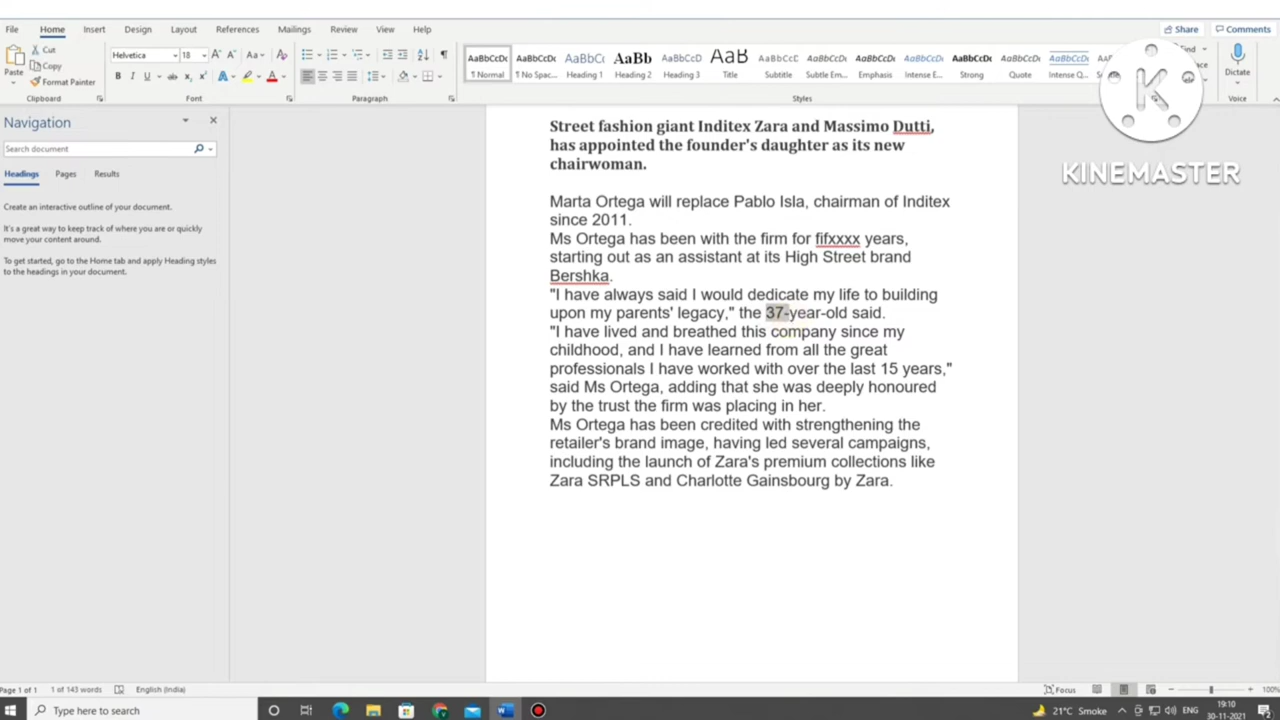 File Home Insert Design Layout References Mailings Review View Help Share Comments
Cut
Copy
Format Painter
Paste
Clipboard
Helvetica 18
Font
Paragraph
AaBbCcDc AaBbCcDc AaBbC AaBb AaBbCcD AaB
Normal No Spac... Heading 1 Heading 2 Heading 3 Title Subtitle Subtle Em... Emphasis Intense E... Strong Quote Intense Q...
Styles
Dictate
Voice
K
KINEMASTER
Navigation
Search document
Headings Pages Results
Create an interactive outline of your document.
It's a great way to keep track of where you are or quickly
move your content around.
To get started, go to the Home tab and apply Heading styles
to the headings in your document.
Street fashion giant Inditex Zara and Massimo Dutti,
has appointed the founder's daughter as its new
chairwoman.
Marta Ortega will replace Pablo Isla, chairman of Inditex
since 2011.
Ms Ortega has been with the firm for fifxxxx years,
starting out as an assistant at its High Street brand
Bershka.
"I have always said I would dedicate my life to building
upon my parents' legacy," the 37-year-old said.
"I have lived and breathed this company since my
childhood, and I have learned from all the great
professionals I have worked with over the last 15 years,"
said Ms Ortega, adding that she was deeply honoured
by the trust the firm was placing in her.
Ms Ortega has been credited with strengthening the
retailer's brand image, having led several campaigns,
including the launch of Zara's premium collections like
Zara SRPLS and Charlotte Gainsbourg by Zara.
Page 1 of 1 1 of 143 words English (India) Focus 100%
Type here to search 21°C Smoke ENG 19:10
30-11-2021